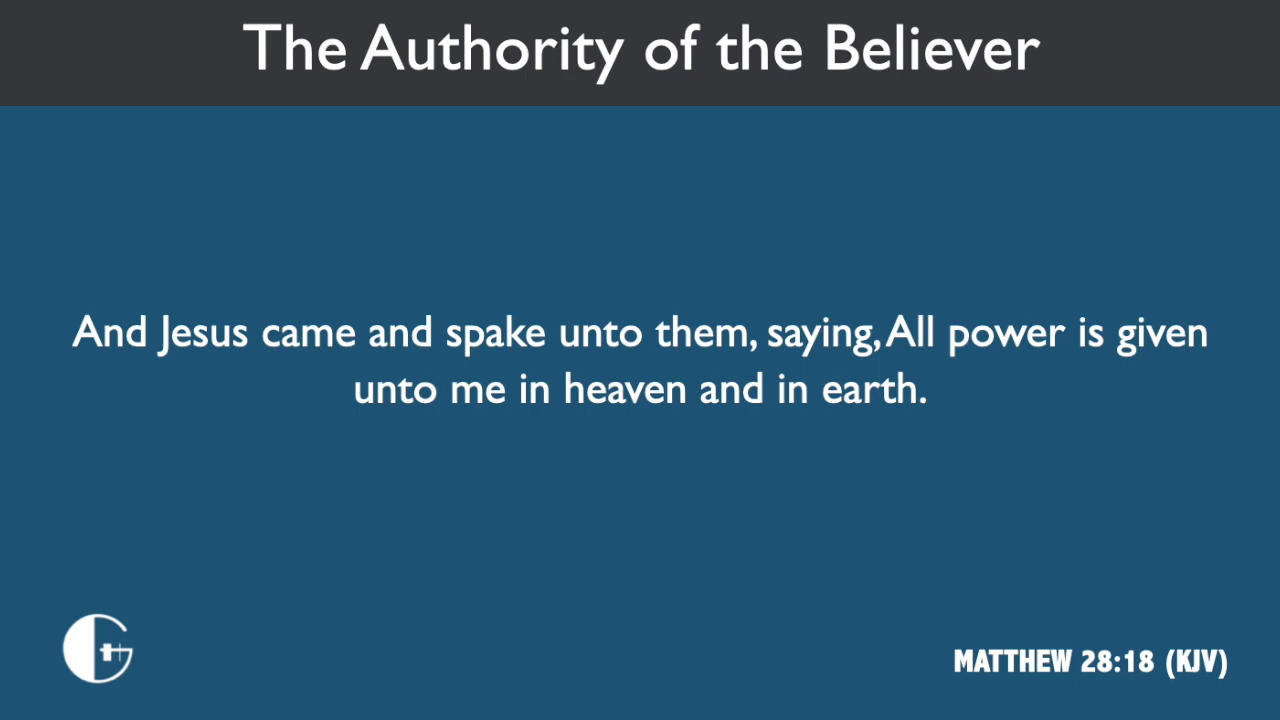 The Authority of the Believer
And Jesus came and spake unto them, saying, All power is given
unto me in heaven and in earth.
MATTHEW 28:18 (KJV)